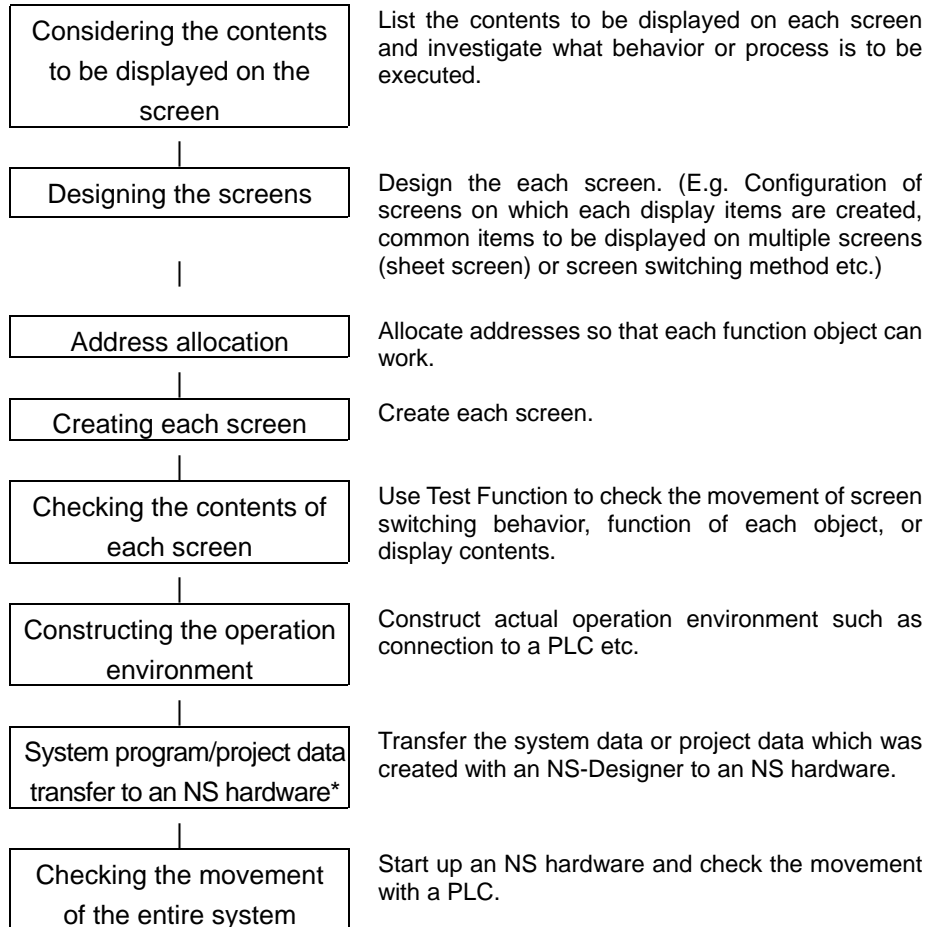 Considering the contents
to be displayed on the
screen
List the contents to be displayed on each screen
and investigate what behavior or process is to be
executed.
Designing the screens
Design the each screen. (E.g. Configuration of
screens on which each display items are created,
common items to be displayed on multiple screens
(sheet screen) or screen switching method etc.)
Address allocation
Allocate addresses so that each function object can
work.
Creating each screen
Create each screen.
Checking the contents of
each screen
Use Test Function to check the movement of screen
switching behavior, function of each object, or
display contents.
Constructing the operation
environment
Construct actual operation environment such as
connection to a PLC etc.
System program/project data
transfer to an NS hardware*
Transfer the system data or project data which was
created with an NS-Designer to an NS hardware.
Checking the movement
of the entire system
Start up an NS hardware and check the movement
with a PLC.